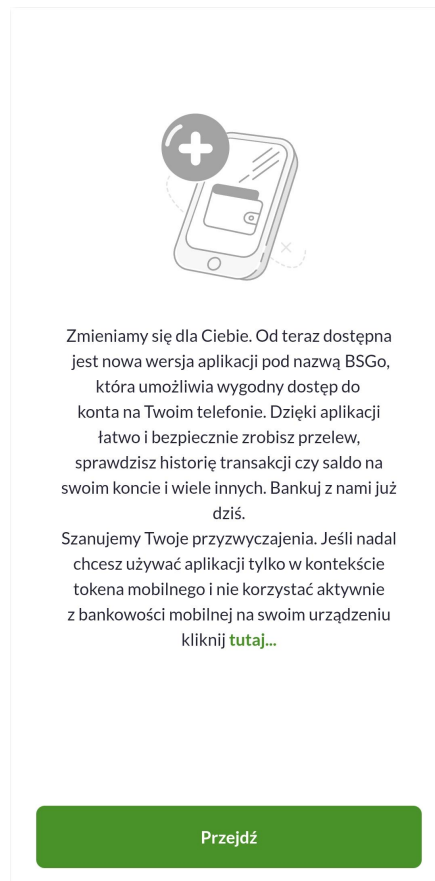 Zmieniamy się dla Ciebie. Od teraz dostępna
jest nowa wersja aplikacji pod nazwą BSGo,
która umożliwia wygodny dostęp do
konta na Twoim telefonie. Dzięki aplikacji
łatwo i bezpiecznie zrobisz przelew,
sprawdzisz historię transakcji czy saldo na
swoim koncie i wiele innych. Bankuj z nami już
dziś.
Szanujemy Twoje przyzwyczajenia. Jeśli nadal
chcesz używać aplikacji tylko w kontekście
tokena mobilnego i nie korzystać aktywnie
z bankowości mobilnej na swoim urządzeniu
kliknij tutaj...
Przejdź